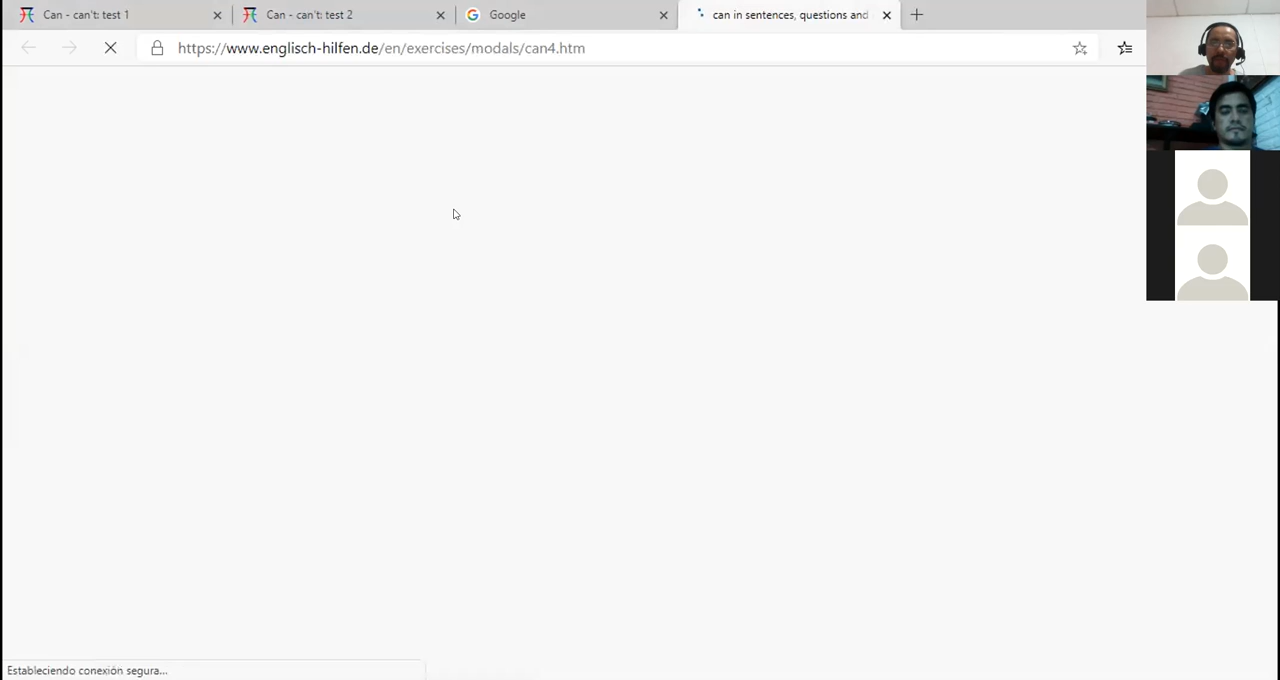 Can - can't: test 1
Can - can't: test 2
Google
can in sentences, questions and
https://www.englisch-hilfen.de/en/exercises/modals/can4.htm
Estableciendo conexión segura...